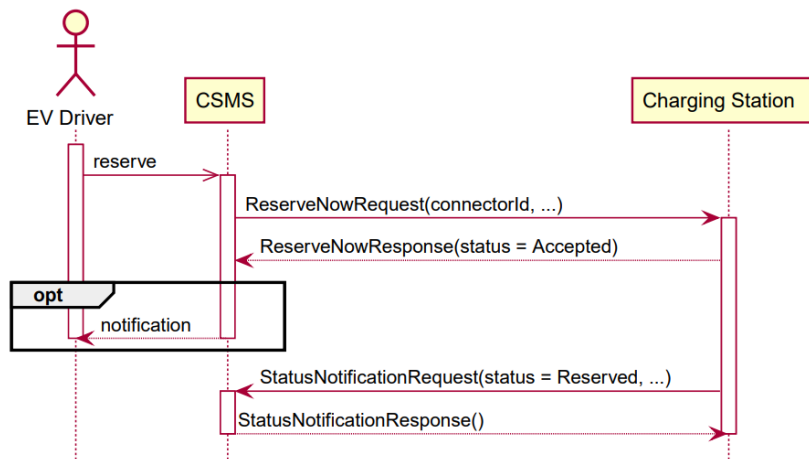 EV Driver
CSMS
Charging Station
reserve
ReserveNowRequest(connectorId, ...)
ReserveNowResponse(status = Accepted)
opt
notification
StatusNotificationRequest(status = Reserved, ...)
StatusNotificationResponse()